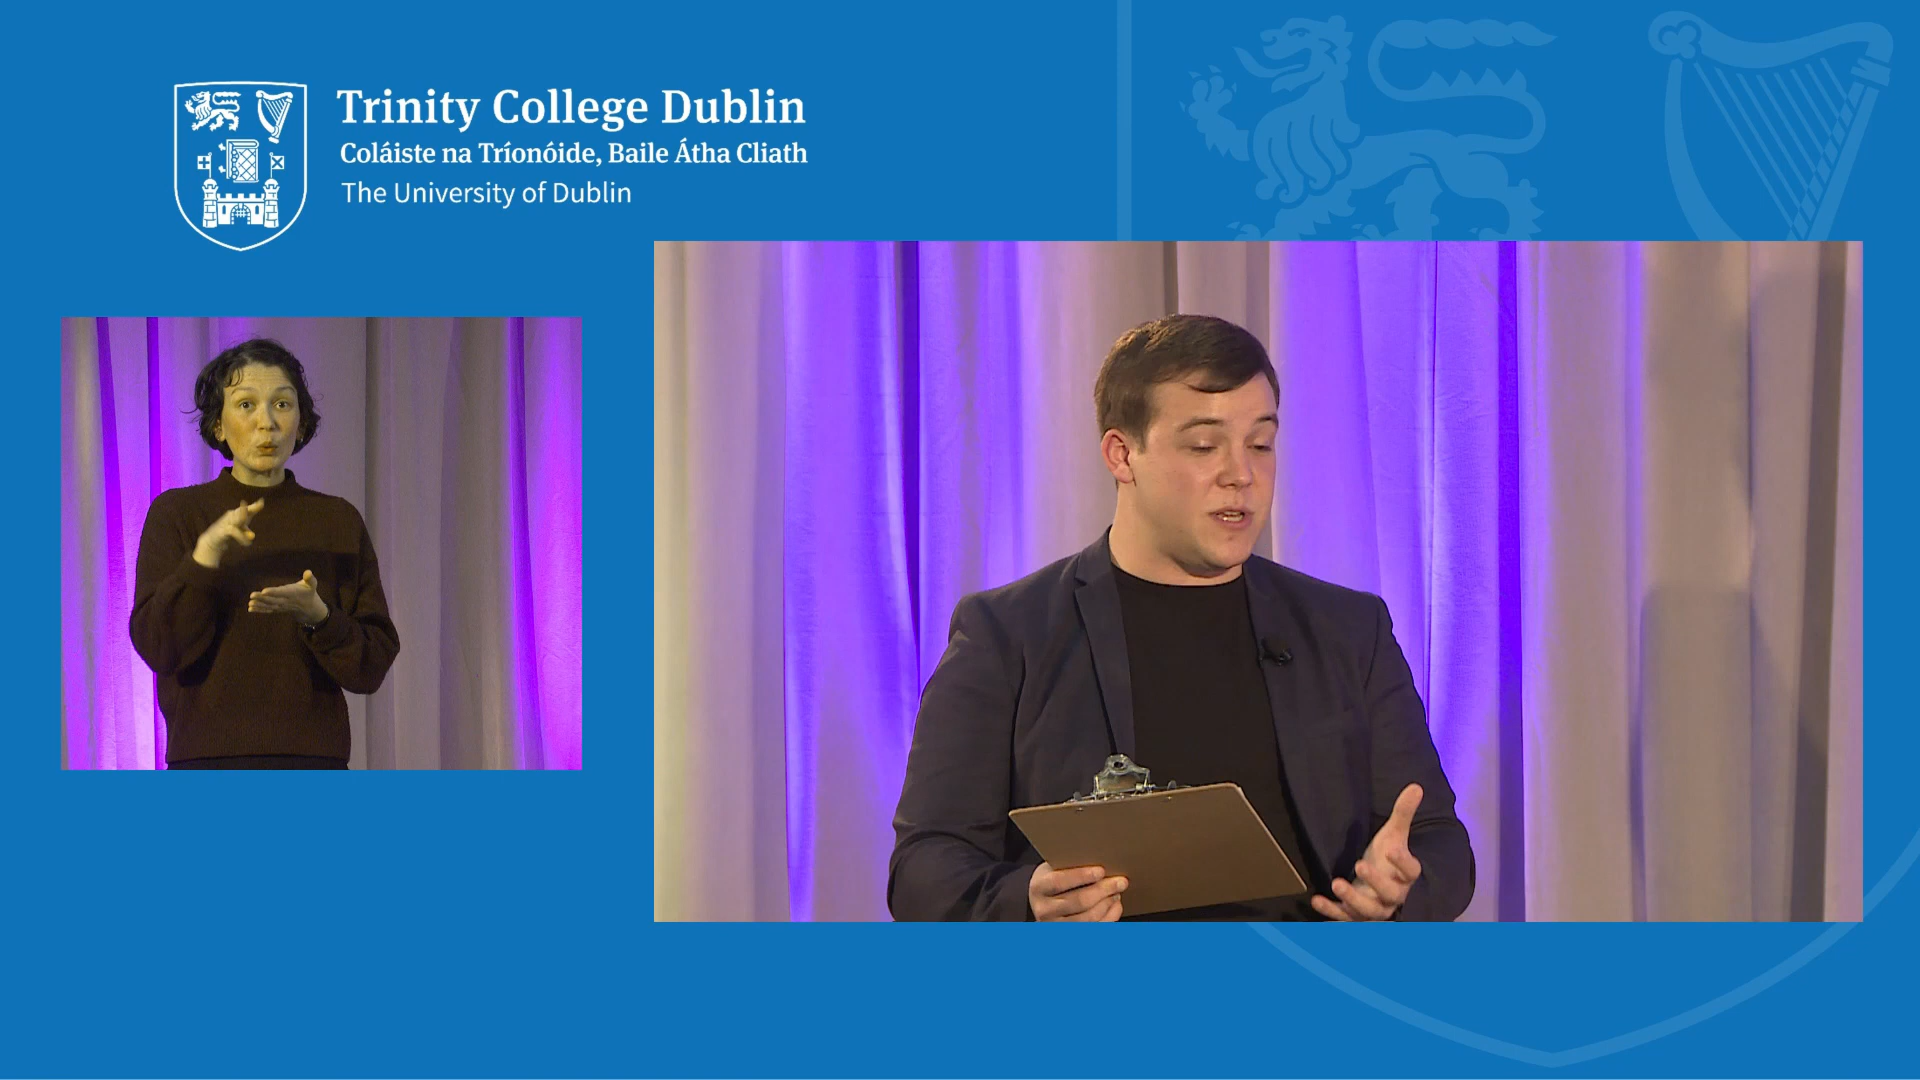 Trinity College Dublin
Coláiste na Tríonóide, Baile Átha Cliath
The University of Dublin